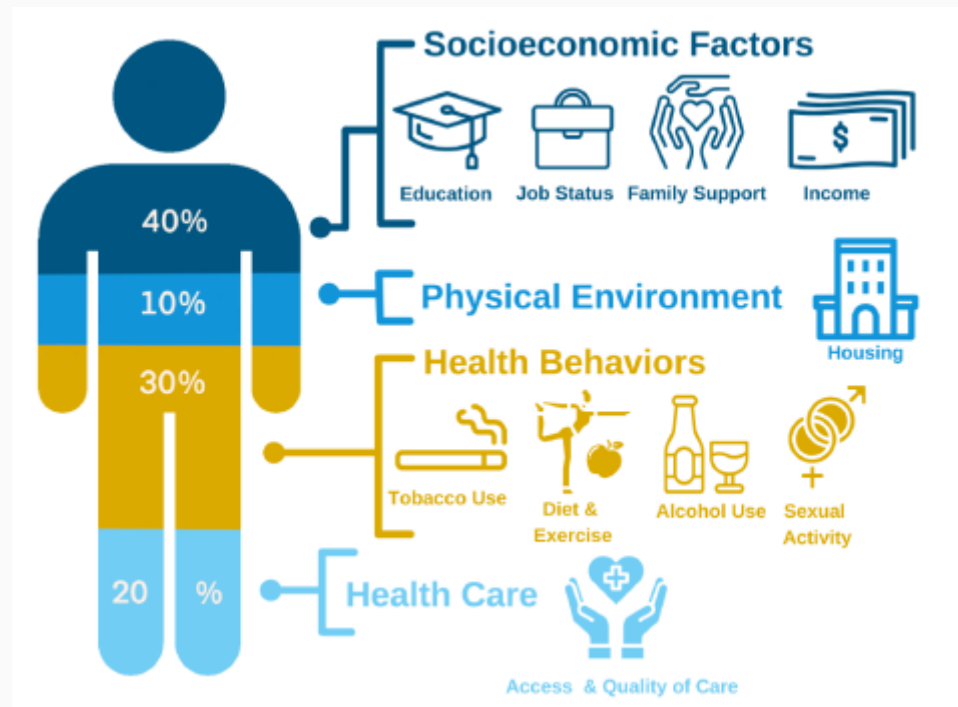 Socioeconomic Factors
$
Education Job Status Family Support Income
40%
10%
Physical Environment
Housing
30%
Health Behaviors
Tobacco Use
Diet &
Exercise
Alcohol Use
Sexual
Activity
20 %
Health Care
Access & Quality of Care